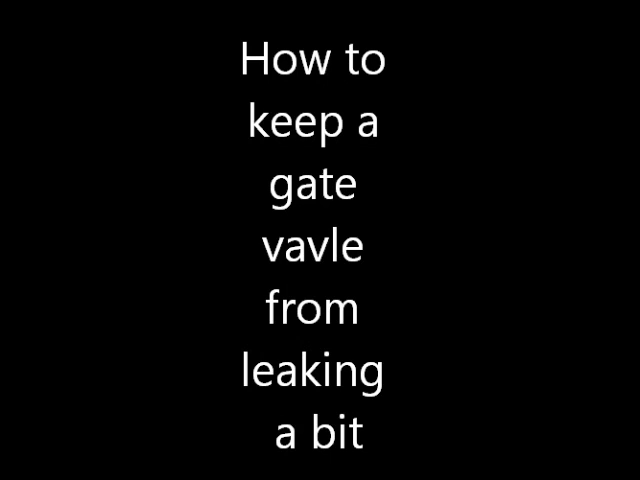 How to
keep a
gate
vavle
from
leaking
a bit